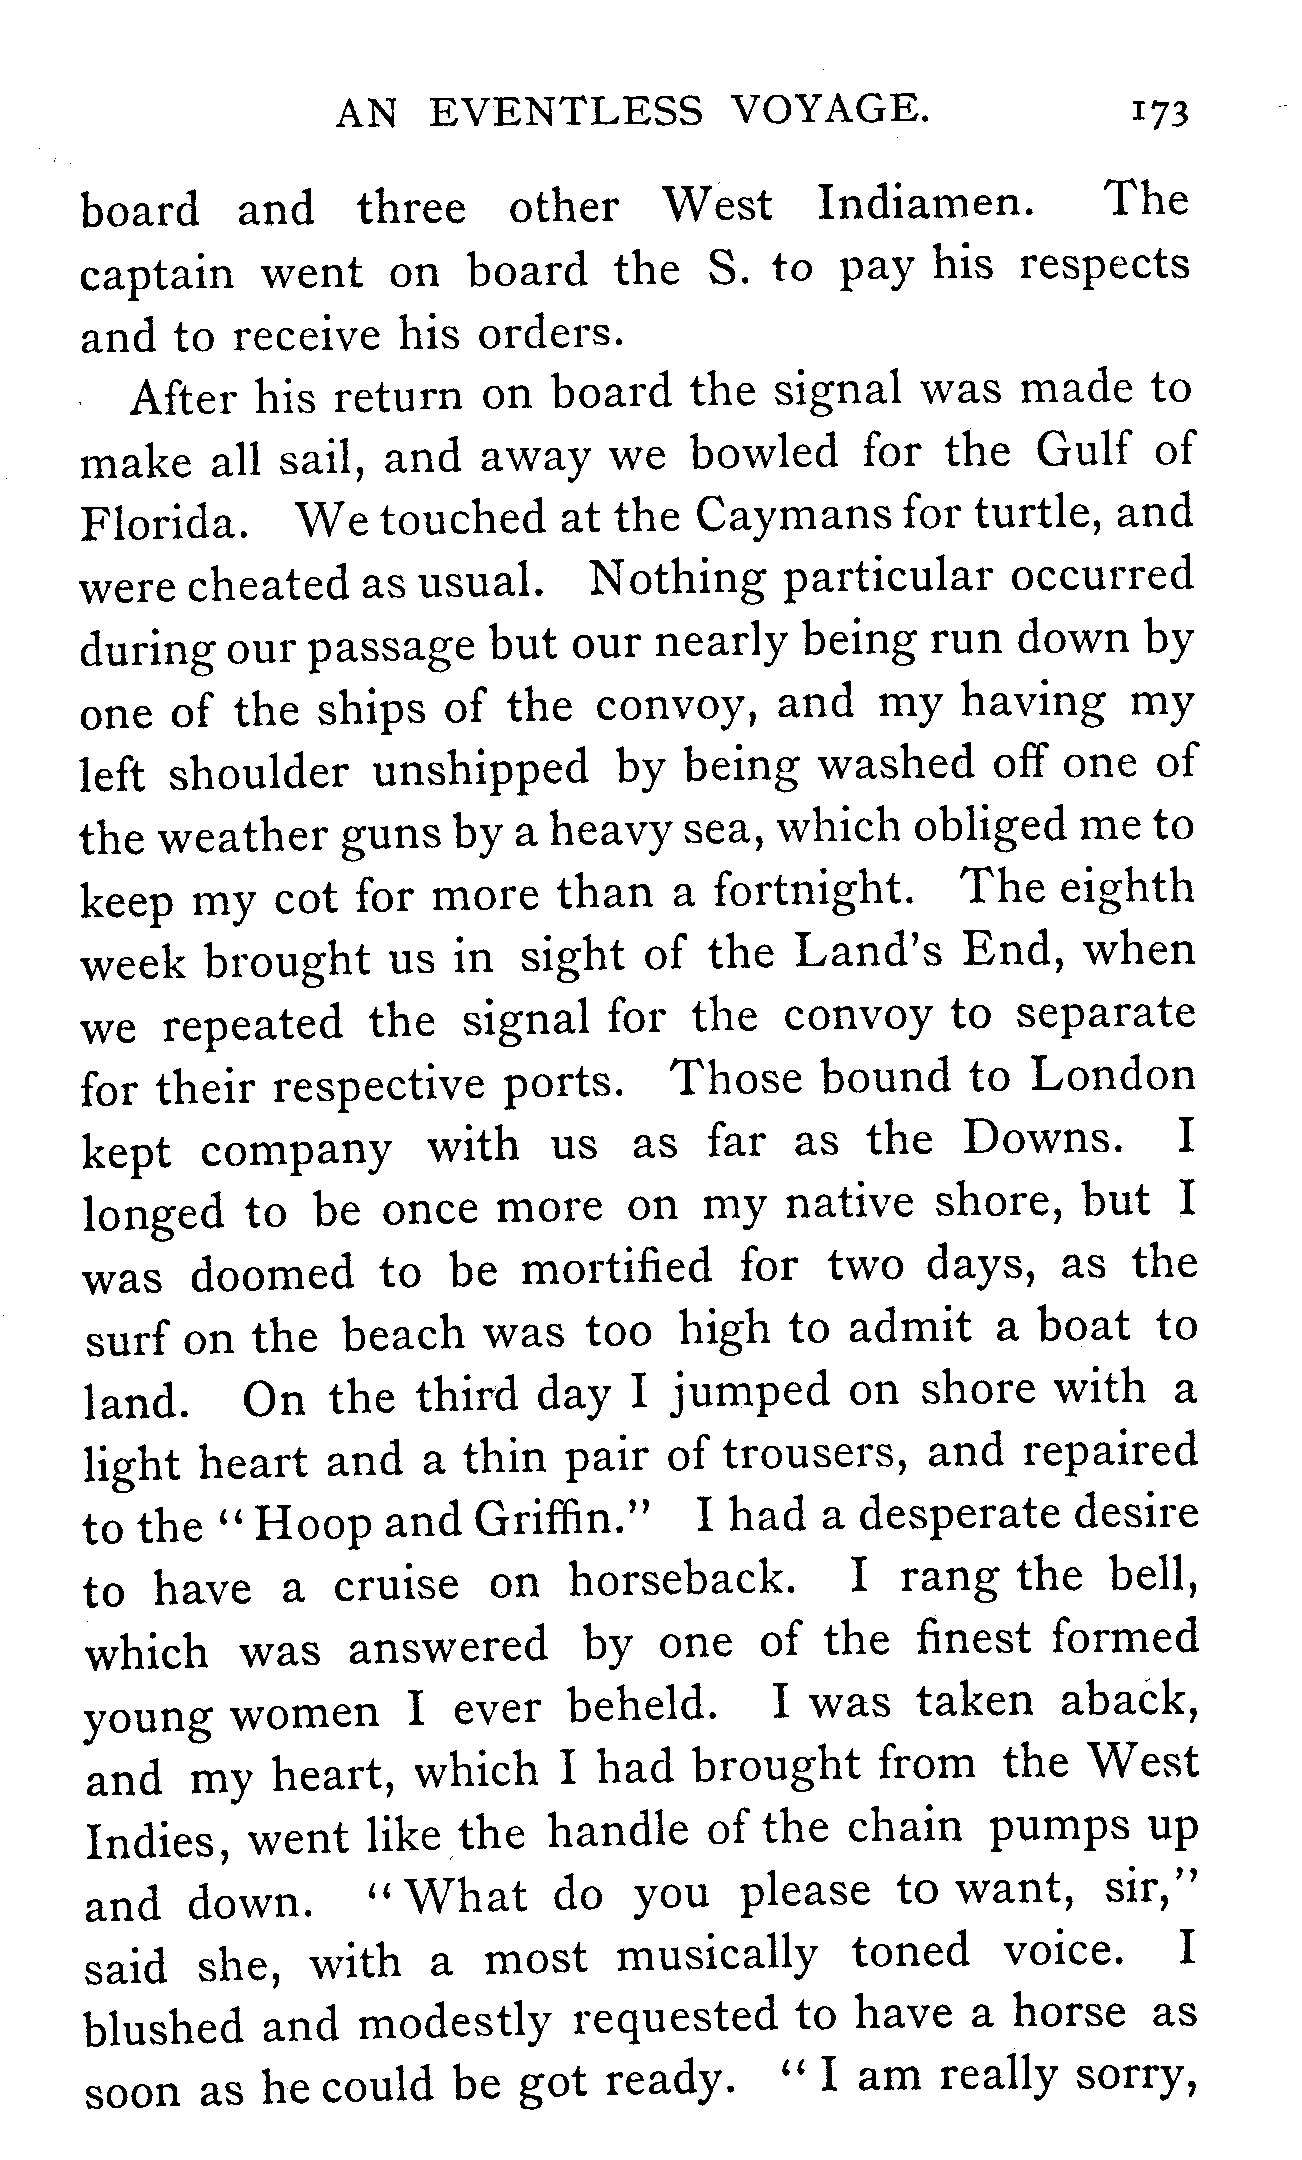 AN EVENTLESS VOYAGE. 173
board and three other West Indiamen. The
captain went on board the S. to pay his respects
and to receive his orders.
After his return on board the signal was made to
make all sail, and away we bowled for the Gulf of
Florida. We touched at the Caymans for turtle, and
were cheated as usual. Nothing particular occurred
during our passage but our nearly being run down by
one of the ships of the convoy, and my having my
left shoulder unshipped by being washed off one of
the weather guns by a heavy sea, which obliged me to
keep my cot for more than a fortnight. The eighth
week brought us in sight of the Land's End, when
we repeated the signal for the convoy to separate
for their respective ports. Those bound to London
kept company with us as far as the Downs. I
longed to be once more on my native shore, but I
was doomed to be mortified for two days, as the
surf on the beach was too high to admit a boat to
land. On the third day I jumped on shore with a
light heart and a thin pair of trousers, and repaired
to the "Hoop and Griffin." I had a desperate desire
to have a cruise on horseback. I rang the bell,
which was answered by one of the finest formed
young women I ever beheld. I was taken aback,
and my heart, which I had brought from the West
Indies, went like the handle of the chain pumps up
and down. "What do you please to want, sir,"
said she, with a most musically toned voice. I
blushed and modestly requested to have a horse as
soon as he could be got ready. "I am really sorry,